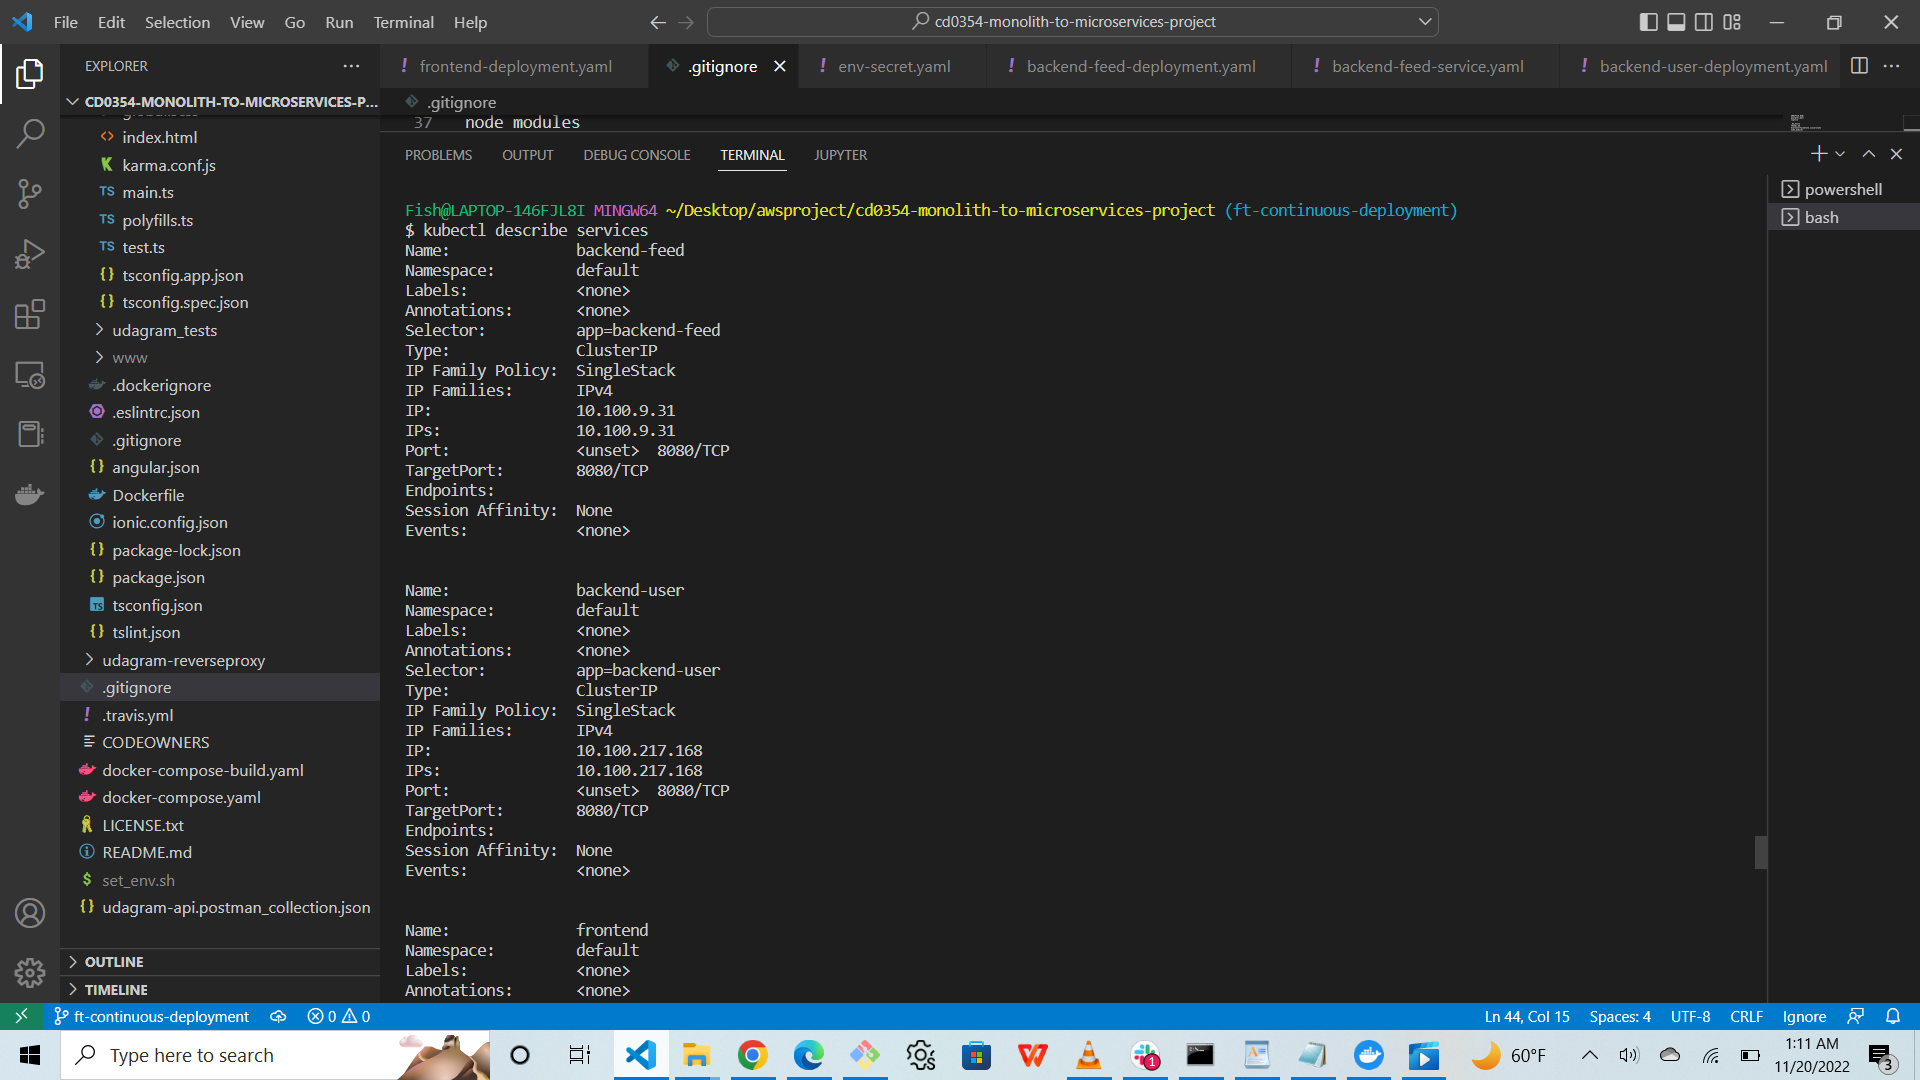 File Edit Selection View Go Run Terminal Help
cd0354-monolith-to-microservices-project
EXPLORER
frontend-deployment.yaml
.gitignore
env-secret.yaml
backend-feed-deployment.yaml
backend-feed-service.yaml
backend-user-deployment.yaml
CD0354-MONOLITH-TO-MICROSERVICES-P...
.gitignore
37 node modules
index.html
karma.conf.js
TS main.ts
TS polyfills.ts
TS test.ts
{} tsconfig.app.json
{} tsconfig.spec.json
udagram_tests
www
.dockerignore
.eslintrc.json
.gitignore
{} angular.json
Dockerfile
ionic.config.json
{} package-lock.json
{} package.json
TS tsconfig.json
{} tslint.json
udagram-reverseproxy
.gitignore
! .travis.yml
CODEOWNERS
docker-compose-build.yaml
docker-compose.yaml
LICENSE.txt
README.md
$ set_env.sh
{} udagram-api.postman_collection.json
OUTLINE
TIMELINE
PROBLEMS OUTPUT DEBUG CONSOLE TERMINAL JUPYTER
powershell
bash
Fish@LAPTOP-146FJL8I MINGW64 ~/Desktop/awsproject/cd0354-monolith-to-microservices-project (ft-continuous-deployment)
$ kubectl describe services
Name: backend-feed
Namespace: default
Labels: <none>
Annotations: <none>
Selector: app=backend-feed
Type: ClusterIP
IP Family Policy: SingleStack
IP Families: IPv4
IP: 10.100.9.31
IPs: 10.100.9.31
Port: <unset> 8080/TCP
TargetPort: 8080/TCP
Endpoints:
Session Affinity: None
Events: <none>
Name: backend-user
Namespace: default
Labels: <none>
Annotations: <none>
Selector: app=backend-user
Type: ClusterIP
IP Family Policy: SingleStack
IP Families: IPv4
IP: 10.100.217.168
IPs: 10.100.217.168
Port: <unset> 8080/TCP
TargetPort: 8080/TCP
Endpoints:
Session Affinity: None
Events: <none>
Name: frontend
Namespace: default
Labels: <none>
Annotations: <none>
ft-continuous-deployment 0 0
Ln 44, Col 15 Spaces: 4 UTF-8 CRLF Ignore
Type here to search
1
60°F
1:11 AM
11/20/2022
3